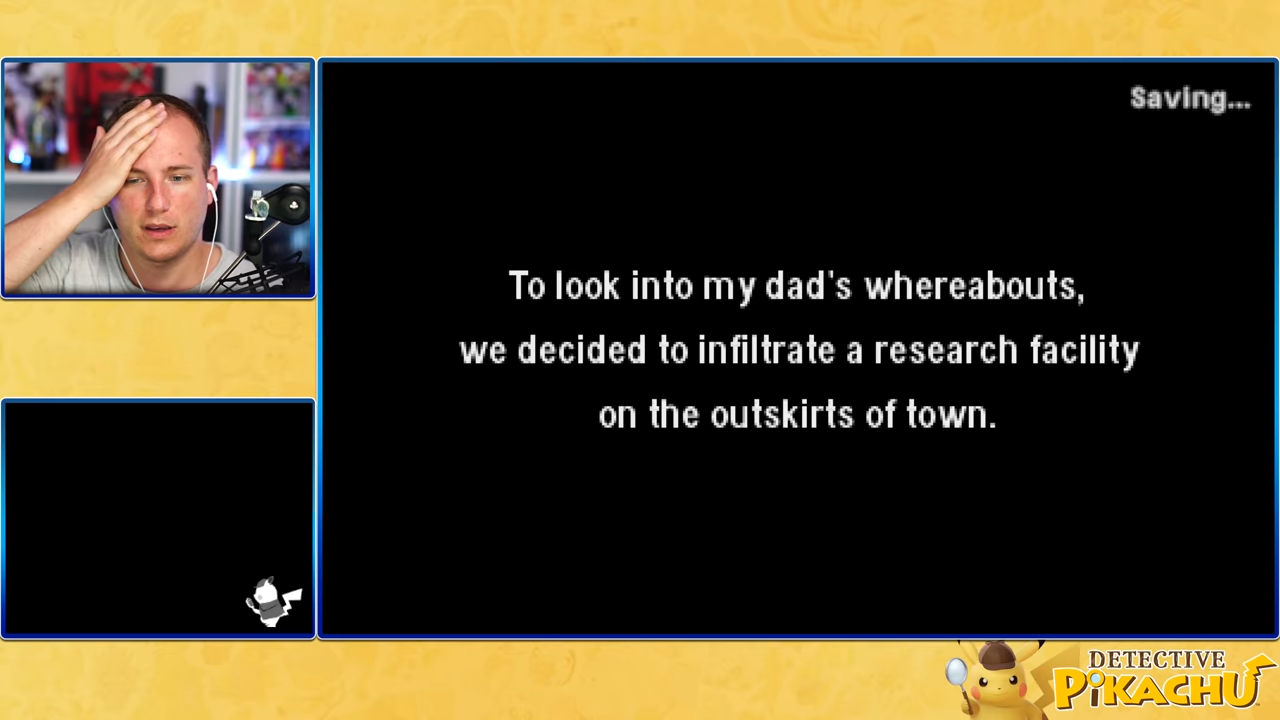 Saving...
To look into my dad's whereabouts,
we decided to infiltrate a research facility
on the outskirts of town.
DETECTIVE
PiKACHU